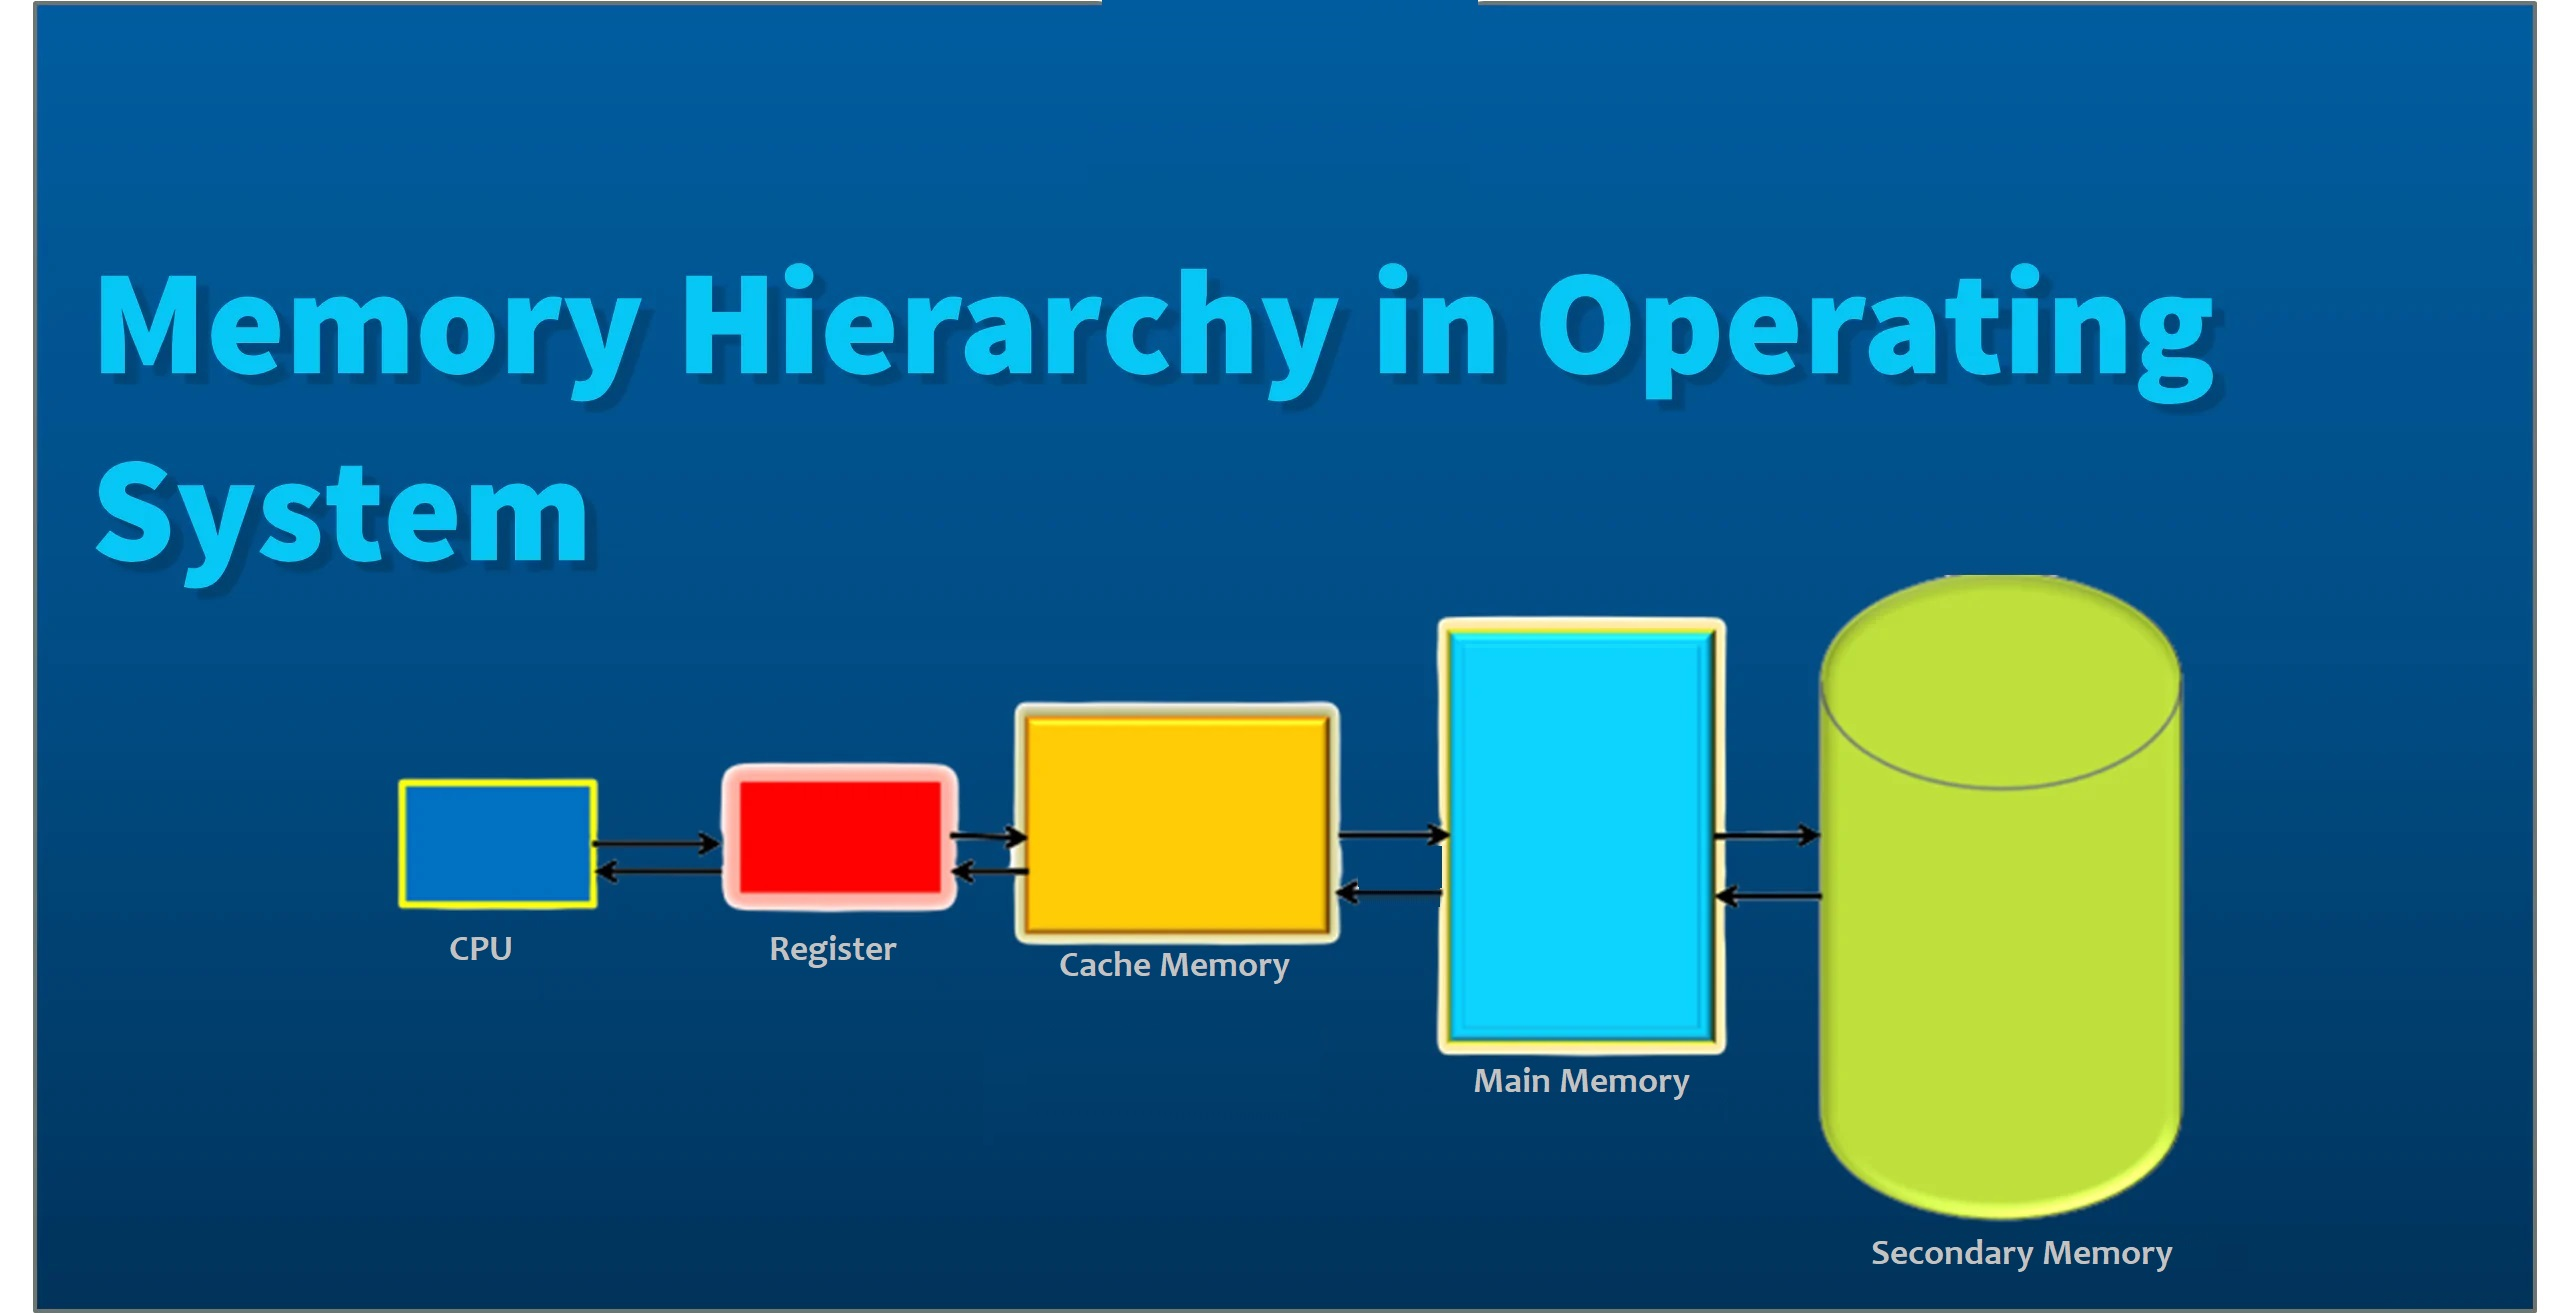 Memory Hierarchy in Operating
System
CPU
Register
Cache Memory
Main Memory
Secondary Memory